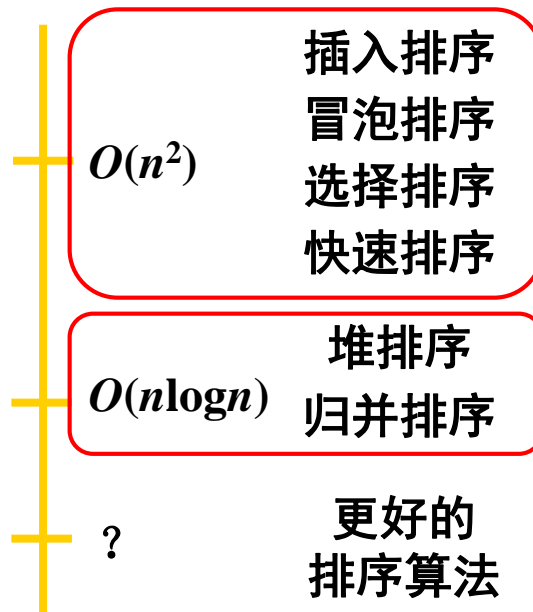 插入排序
冒泡排序
O(n²)
选择排序
快速排序
堆排序
O(nlogn)
归并排序
?
更好的
排序算法